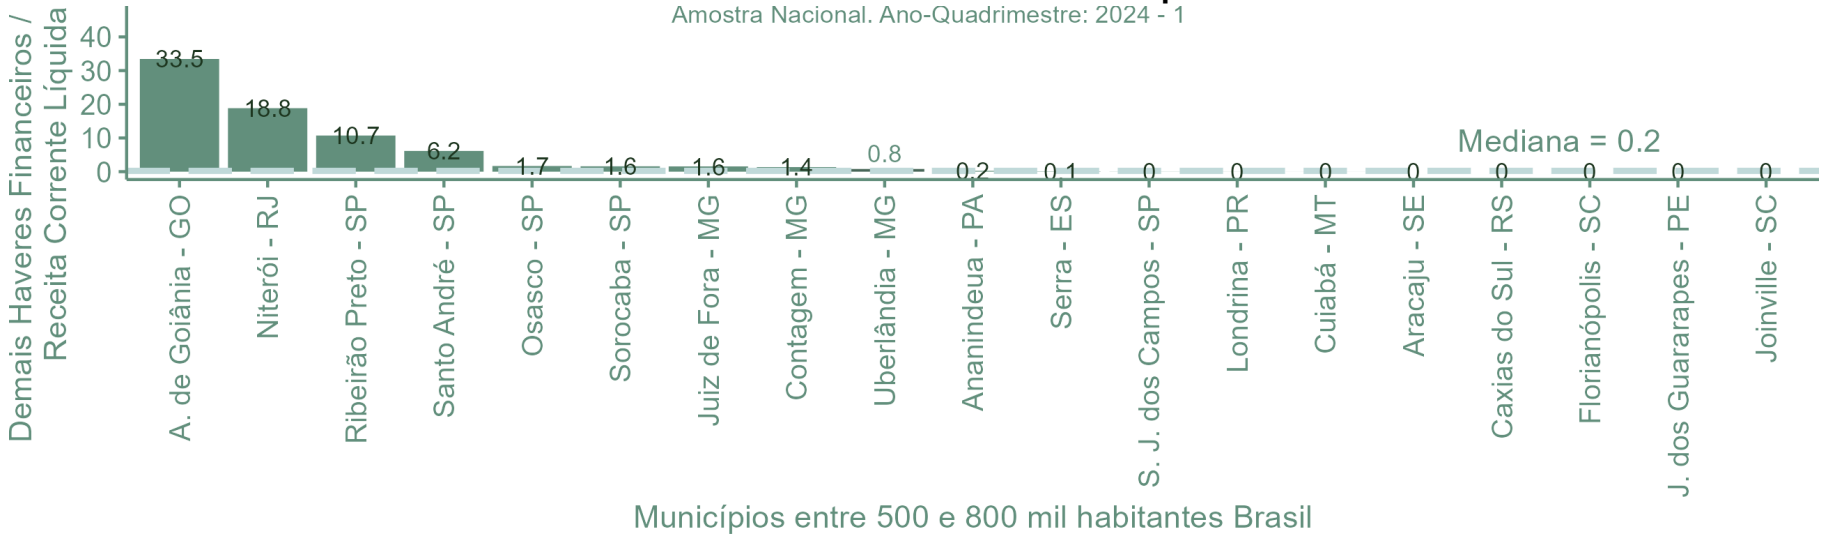 Amostra Nacional. Ano-Quadrimestre: 2024 - 1
Demais Haveres Financeiros /
Receita Corrente Líquida
40
30
20
10
0
33.5
18.8
10.7
6.2
1.7
1.6
1.6
1.4
0.8
0.2
0.1
0
0
0
0
0
0
0
0
Mediana = 0.2
A. de Goiânia - GO
Niterói - RJ
Ribeirão Preto - SP
Santo André - SP
Osasco - SP
Sorocaba - SP
Juiz de Fora - MG
Contagem - MG
Uberlândia - MG
Ananindeua - PA
Serra - ES
S. J. dos Campos - SP
Londrina - PR
Cuiabá - MT
Aracaju - SE
Caxias do Sul - RS
Florianópolis - SC
J. dos Guararapes - PE
Joinville - SC
Municípios entre 500 e 800 mil habitantes Brasil